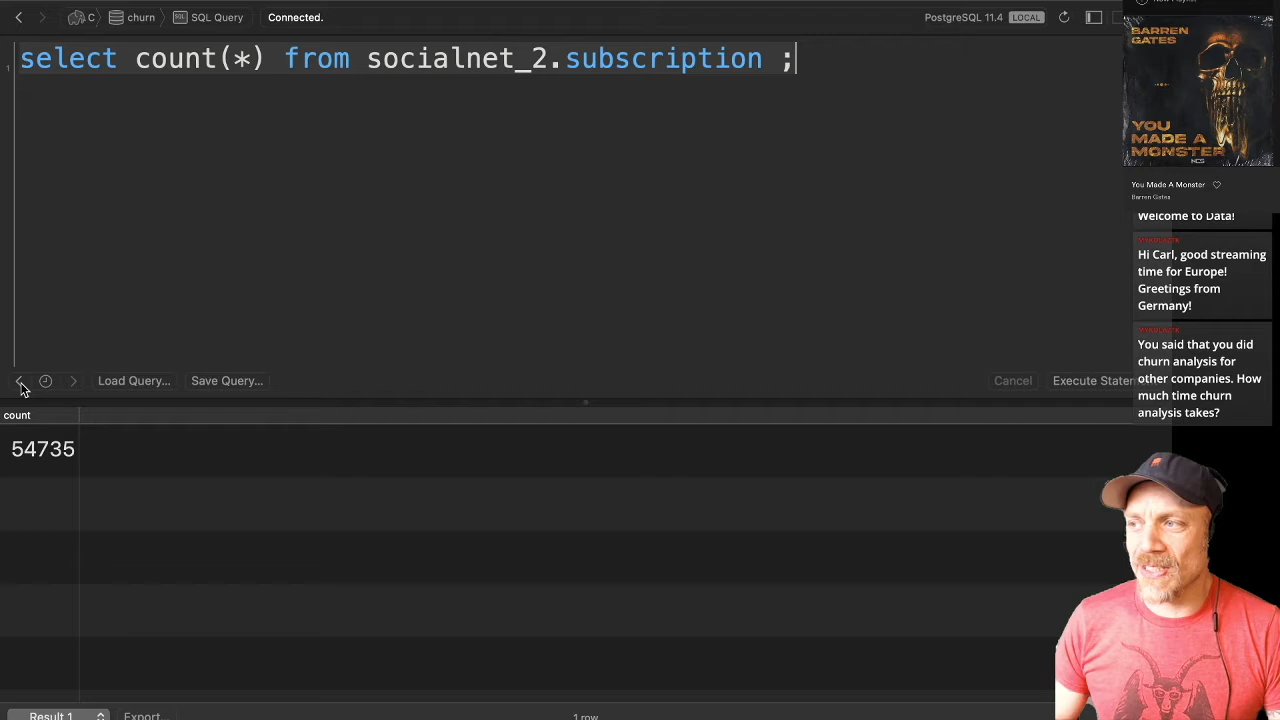 C churn SQL Query Connected. PostgreSQL 11.4 LOCAL
1 select count(*) from socialnet_2.subscription ;
Load Query... Save Query... Cancel Execute Statem
count
54735
Result 1 Export... 1 row
BARREN
GATES
YOU
MADE A
MONSTER
NCS
You Made A Monster
Barren Gates
Welcome to Data!
Hi Carl, good streaming
time for Europe!
Greetings from
Germany!
You said that you did
churn analysis for
other companies. How
much time churn
analysis takes?